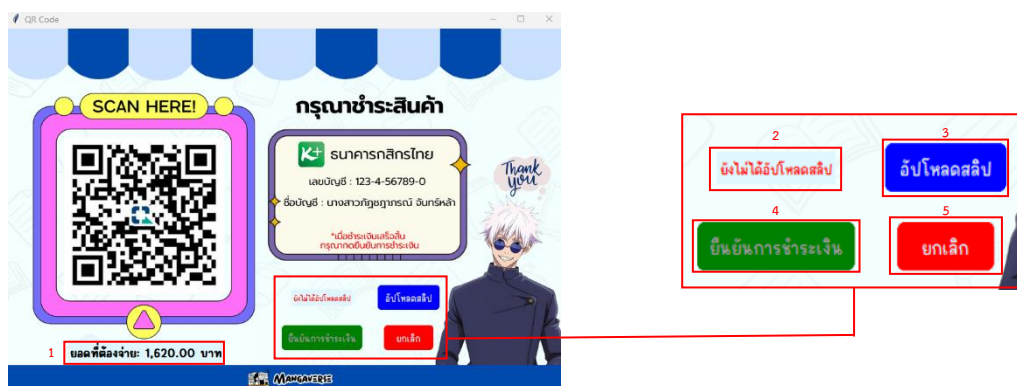 QR Code
SCAN HERE!
กรุณาชำระสินค้า
K+ ธนาคารกสิกรไทย
เลขบัญชี : 123-4-56789-0
ชื่อบัญชี : นางสาวภัฏชฎาภรณ์ จันทร์หล้า
*เมื่อชำระเงินเสร็จสิ้น
กรุณากดยืนยันการชำระเงิน
Thank
you
ยังไม่ได้อัปโหลดสลิป
อัปโหลดสลิป
ยืนยันการชำระเงิน
ยกเลิก
1 ยอดที่ต้องจ่าย: 1,620.00 บาท
MANGAVERSE
2
ยังไม่ได้อัปโหลดสลิป
3
อัปโหลดสลิป
4
ยืนยันการชำระเงิน
5
ยกเลิก